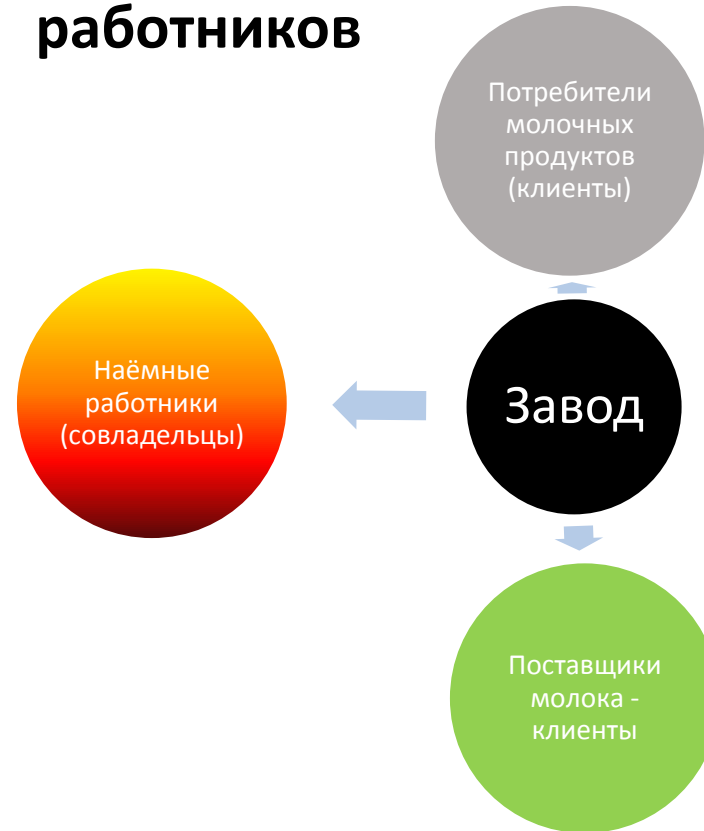 работников
Потребители
молочных
продуктов
(клиенты)
Наёмные
работники
(совладельцы)
Завод
Поставщики
молока -
клиенты